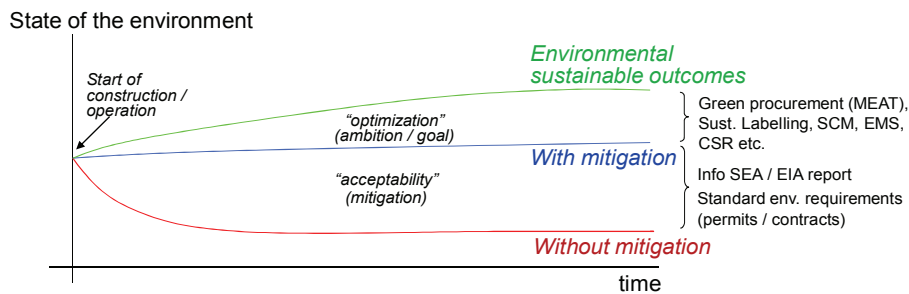 State of the environment
Start of
construction /
operation
Environmental
sustainable outcomes
“optimization”
(ambition / goal)
With mitigation
“acceptability”
(mitigation)
Without mitigation
Green procurement (MEAT),
Sust. Labelling, SCM, EMS,
CSR etc.
Info SEA / EIA report
Standard env. requirements
(permits / contracts)
time